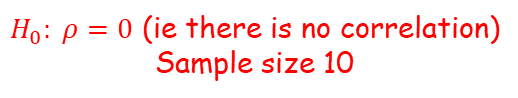 H₀: ρ = 0 (ie there is no correlation)
Sample size 10